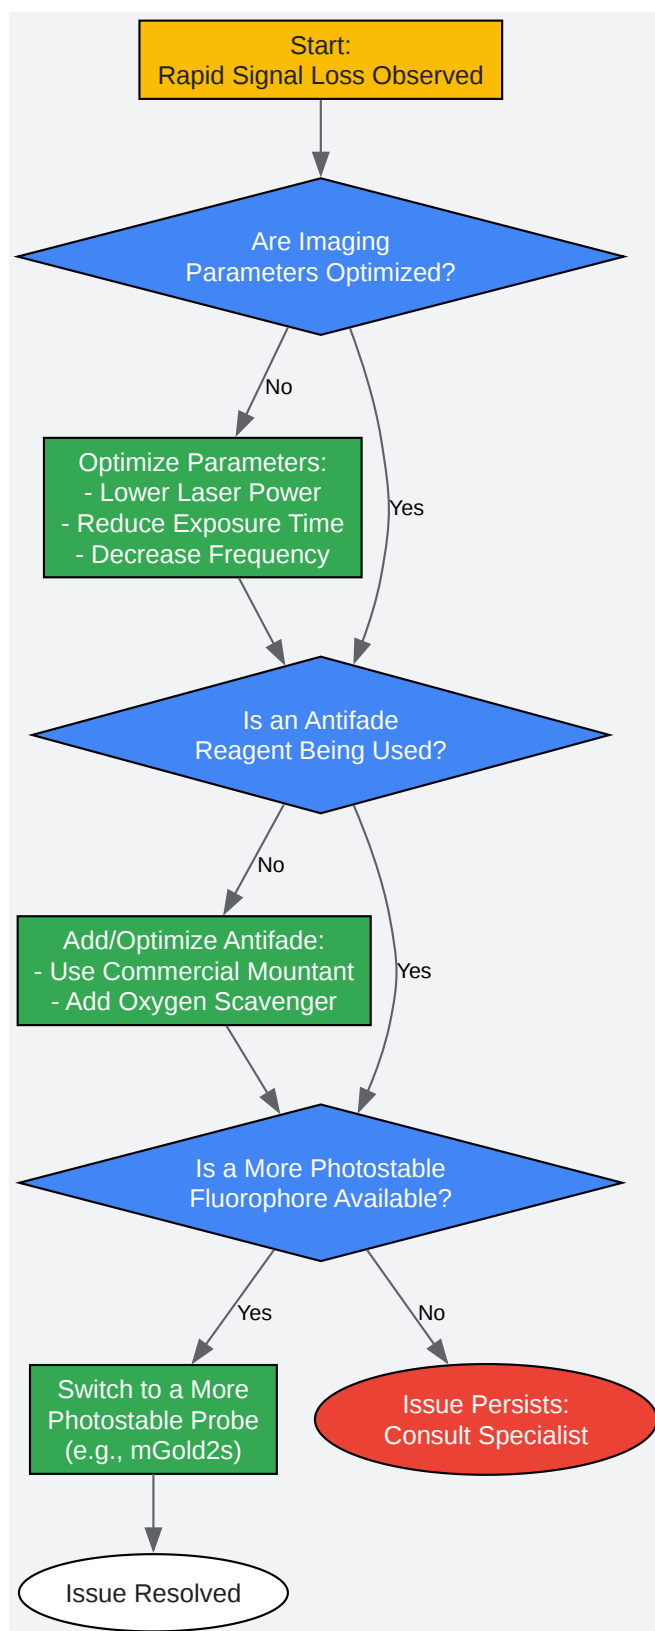 Start:
Rapid Signal Loss Observed
Are Imaging
Parameters Optimized?
No
Optimize Parameters:
- Lower Laser Power
- Reduce Exposure Time
- Decrease Frequency
Yes
Is an Antifade
Reagent Being Used?
No
Add/Optimize Antifade:
- Use Commercial Mountant
- Add Oxygen Scavenger
Yes
Is a More Photostable
Fluorophore Available?
Yes
No
Switch to a More
Photostable Probe
(e.g., mGold2s)
Issue Persists:
Consult Specialist
Issue Resolved